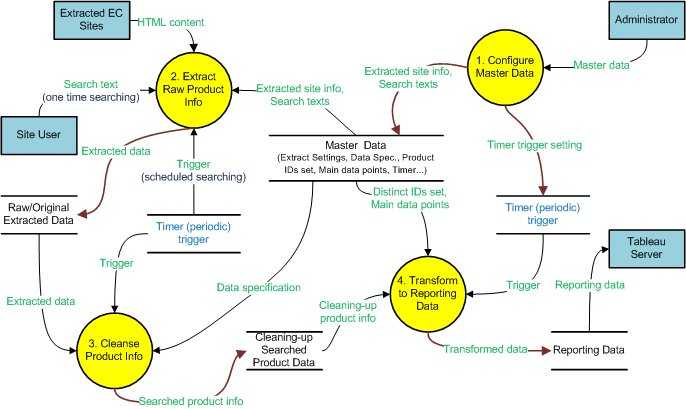 Extracted EC
Sites
HTML content
Administrator
1. Configure
Master Data
Master data
2. Extract
Raw Product
Info
Search text
(one time searching)
Extracted site info,
Search texts
Extracted site info,
Search texts
Site User
Extracted data
Trigger
(scheduled searching)
Master  Data
(Extract Settings, Data Spec., Product
IDs set, Main data points, Timer...)
Timer trigger setting
Raw/Original
Extracted Data
Timer (periodic)
trigger
Distinct IDs set,
Main data points
Timer (periodic)
trigger
Tableau
Server
Trigger
Data specification
4. Transform
to Reporting
Data
Trigger
Reporting data
Extracted data
Cleaning-up
product info
3. Cleanse
Product Info
Cleaning-up
Searched
Product Data
Transformed data
Reporting Data
Searched product info